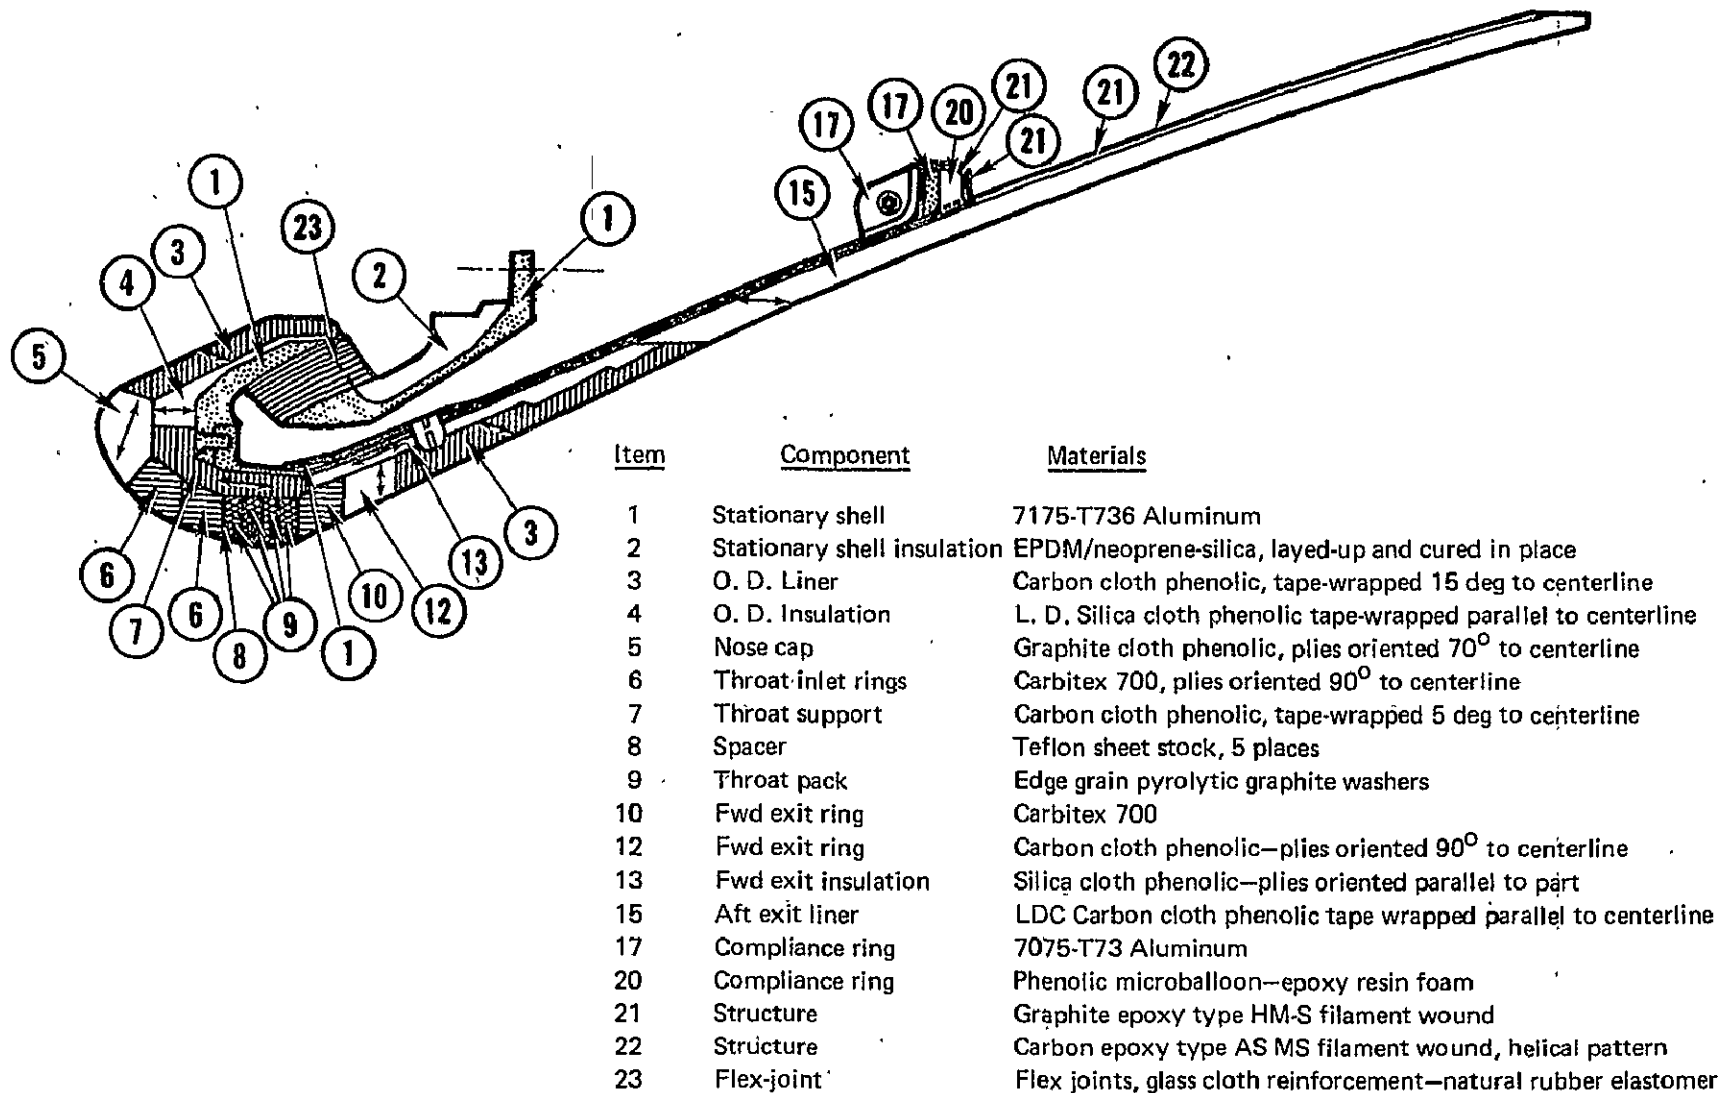 22
21
21
17
20
17
21
1
15
1
23
3
2
4
5
Item Component Materials
1 Stationary shell 7175-T736 Aluminum
2 Stationary shell insulation EPDM/neoprene-silica, layed-up and cured in place
3 O. D. Liner Carbon cloth phenolic, tape-wrapped 15 deg to centerline
4 O. D. Insulation L. D. Silica cloth phenolic tape-wrapped parallel to centerline
5 Nose cap Graphite cloth phenolic, plies oriented 70° to centerline
6 Throat inlet rings Carbitex 700, plies oriented 90° to centerline
7 Throat support Carbon cloth phenolic, tape-wrapped 5 deg to centerline
8 Spacer Teflon sheet stock, 5 places
9 Throat pack Edge grain pyrolytic graphite washers
10 Fwd exit ring Carbitex 700
12 Fwd exit ring Carbon cloth phenolic—plies oriented 90° to centerline
13 Fwd exit insulation Silica cloth phenolic—plies oriented parallel to part
15 Aft exit liner LDC Carbon cloth phenolic tape wrapped parallel to centerline
17 Compliance ring 7075-T73 Aluminum
20 Compliance ring Phenolic microballoon—epoxy resin foam
21 Structure Graphite epoxy type HM-S filament wound
22 Structure Carbon epoxy type AS MS filament wound, helical pattern
23 Flex-joint Flex joints, glass cloth reinforcement—natural rubber elastomer
3
13
6
10
12
6
9
7
8
1